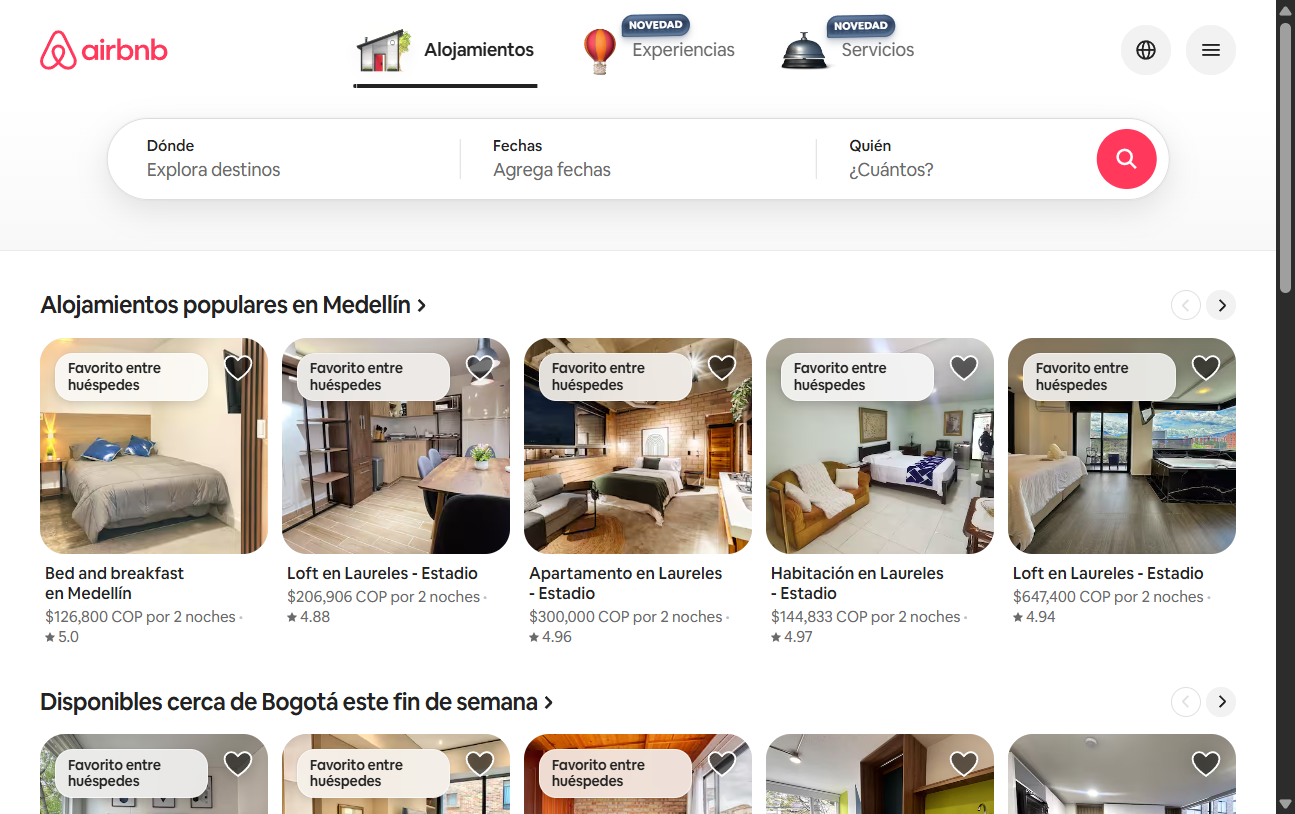 airbnb
Alojamientos
NOVEDAD
Experiencias
NOVEDAD
Servicios
Dónde
Explora destinos
Fechas
Agrega fechas
Quién
¿Cuántos?
Alojamientos populares en Medellín
Favorito entre
huéspedes
Bed and breakfast
en Medellín
$126,800 COP por 2 noches ·
★ 5.0
Favorito entre
huéspedes
Loft en Laureles - Estadio
$206,906 COP por 2 noches ·
★ 4.88
Favorito entre
huéspedes
Apartamento en Laureles
- Estadio
$300,000 COP por 2 noches ·
★ 4.96
Favorito entre
huéspedes
Habitación en Laureles
- Estadio
$144,833 COP por 2 noches ·
★ 4.97
Favorito entre
huéspedes
Loft en Laureles - Estadio
$647,400 COP por 2 noches ·
★ 4.94
Disponibles cerca de Bogotá este fin de semana
Favorito entre
huéspedes
Favorito entre
huéspedes
Favorito entre
huéspedes